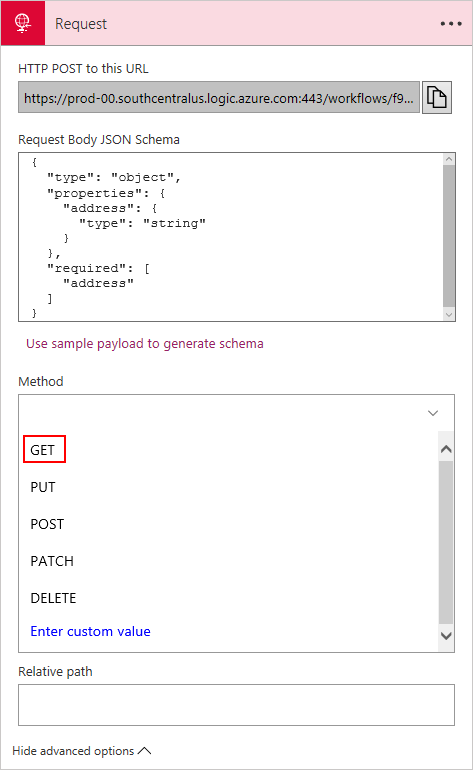 Request
HTTP POST to this URL
https://prod-00.southcentralus.logic.azure.com:443/workflows/f9...
Request Body JSON Schema
{
  "type": "object",
  "properties": {
    "address": {
      "type": "string"
    }
  },
  "required": [
    "address"
  ]
}
Use sample payload to generate schema
Method
GET
PUT
POST
PATCH
DELETE
Enter custom value
Relative path
Hide advanced options